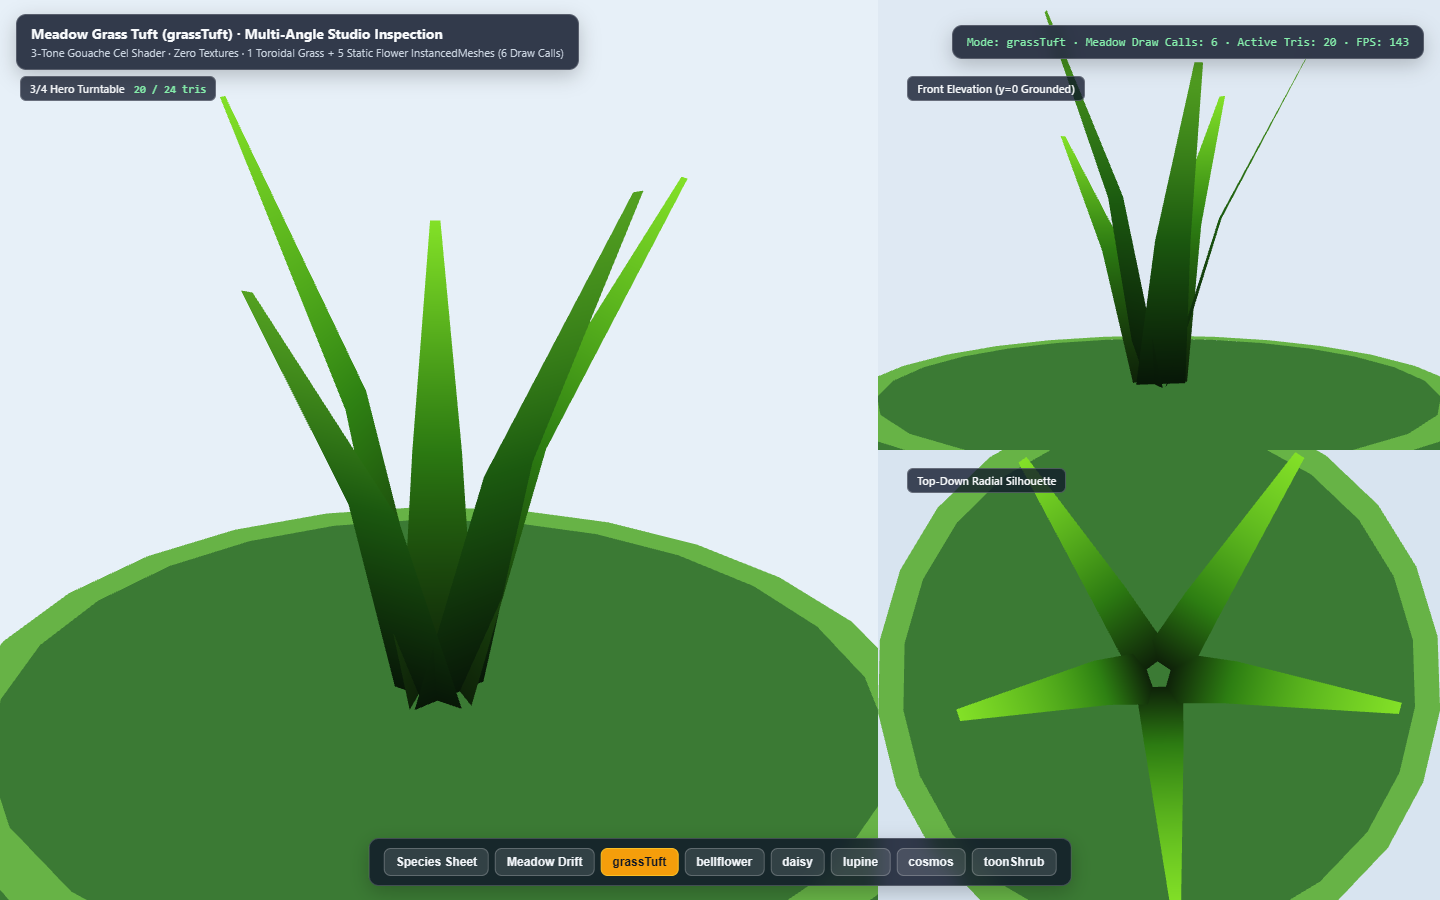 Meadow Grass Tuft (grassTuft) · Multi-Angle Studio Inspection
3-Tone Gouache Cel Shader · Zero Textures · 1 Toroidal Grass + 5 Static Flower InstancedMeshes (6 Draw Calls)
3/4 Hero Turntable 20 / 24 tris
Mode: grassTuft · Meadow Draw Calls: 6 · Active Tris: 20 · FPS: 143
Front Elevation (y=0 Grounded)
Top-Down Radial Silhouette
Species Sheet
Meadow Drift
grassTuft
bellflower
daisy
lupine
cosmos
toonShrub